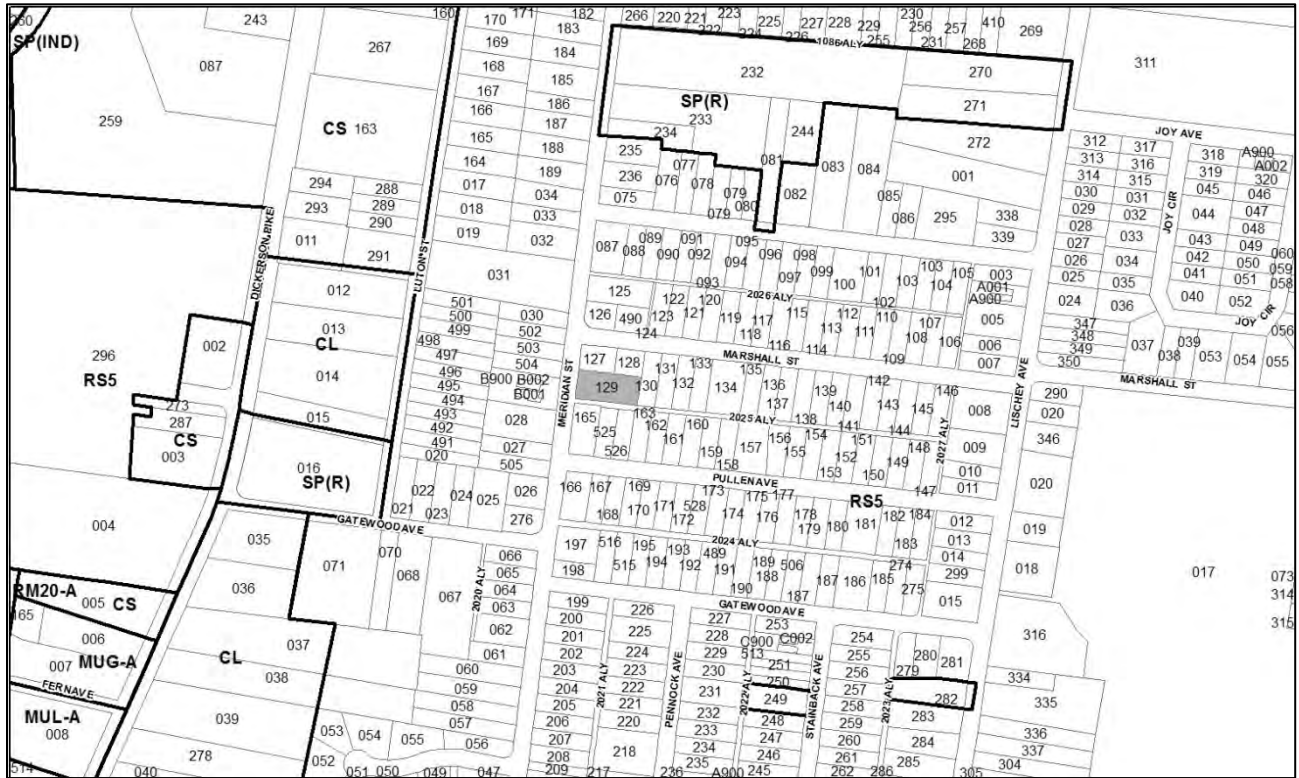 260 243 160 170 171 182 266 220 221 223 225 227 228 229 230 256 257 410 269
SP(IND) 267 169 183 222 224 226 1086 ALY 255 231 268
087 168 184 232 270 311
259 167 185 SP(R) 271
CS 163 166 186 233 244 272 JOY AVE
165 187 234 081 312 317 318 A900
164 188 235 077 083 084 313 316 319 A002
294 288 017 189 236 076 078 079 082 001 314 315 045 320
293 289 018 034 075 079 080 085 030 031 044 046
290 019 033 086 295 338 029 032 JOY CIR 047
011 291 032 339 028 033 048
DICKERSON PIKE LUTON ST 087 088 089 090 091 092 093 094 095 096 097 098 099 100 101 102 103 103 104 105 003 027 026 034 043 042 041 049 050 051 060 059 058
012 031 125 122 120 2026 ALY A001 A900 025 035
013 501 500 499 030 502 126 490 124 123 121 119 118 117 116 115 114 113 112 111 110 109 107 108 106 005 024 036 040 052 JOY CIR 056
CL 498 503 006 347 348 349 350 037 038 039 053 054 055
296 002 014 497 504 MERIDIAN ST 127 128 131 133 MARSHALL ST 135 142 146 007 LISCHEY AVE MARSHALL ST
RS5 496 B900 B002 129 130 132 134 136 139 143 145 290
273 015 495 B001 137 140 008 020
287 494 165 163 2025 ALY 138 141 144 346
CS 493 028 525 162 160 156 154 151 148 2027 ALY 009
003 492 526 161 159 158 157 155 153 152 150 149 010
016 491 027 147 011 020
SP(R) 020 505 PULLEN AVE RS5
022 024 025 026 166 167 169 173 175 177 178 182 184 012 019
004 021 023 276 168 170 171 172 528 174 176 179 180 181 183 013
GATEWOOD AVE 197 516 195 193 489 2024 ALY 189 506 274 014 018 017 073
035 071 070 068 066 198 515 194 192 191 190 188 187 187 186 185 275 299 015 314
036 067 2020 ALY 065 064 063 GATEWOOD AVE 315
RM20-A 005 CS 199 226 227 253 316
165 006 062 200 225 228 C900 C002 254 280 281
007 MUG-A 037 061 201 224 229 513 251 255 279
CL 038 060 202 223 230 250 256 334
FERN AVE 059 203 222 231 249 257 282 335
MUL-A 039 058 204 221 232 248 258 283 336
008 057 205 220 233 247 259 284 337
053 054 055 056 206 2021 ALY PENNOCK AVE 234 2022 ALY 246 STAINBACK AVE 260 2023 ALY 285 304
278 052 207 218 235 261
514 040 051 050 049 047 208 209 217 236 A900 245 262 286 305